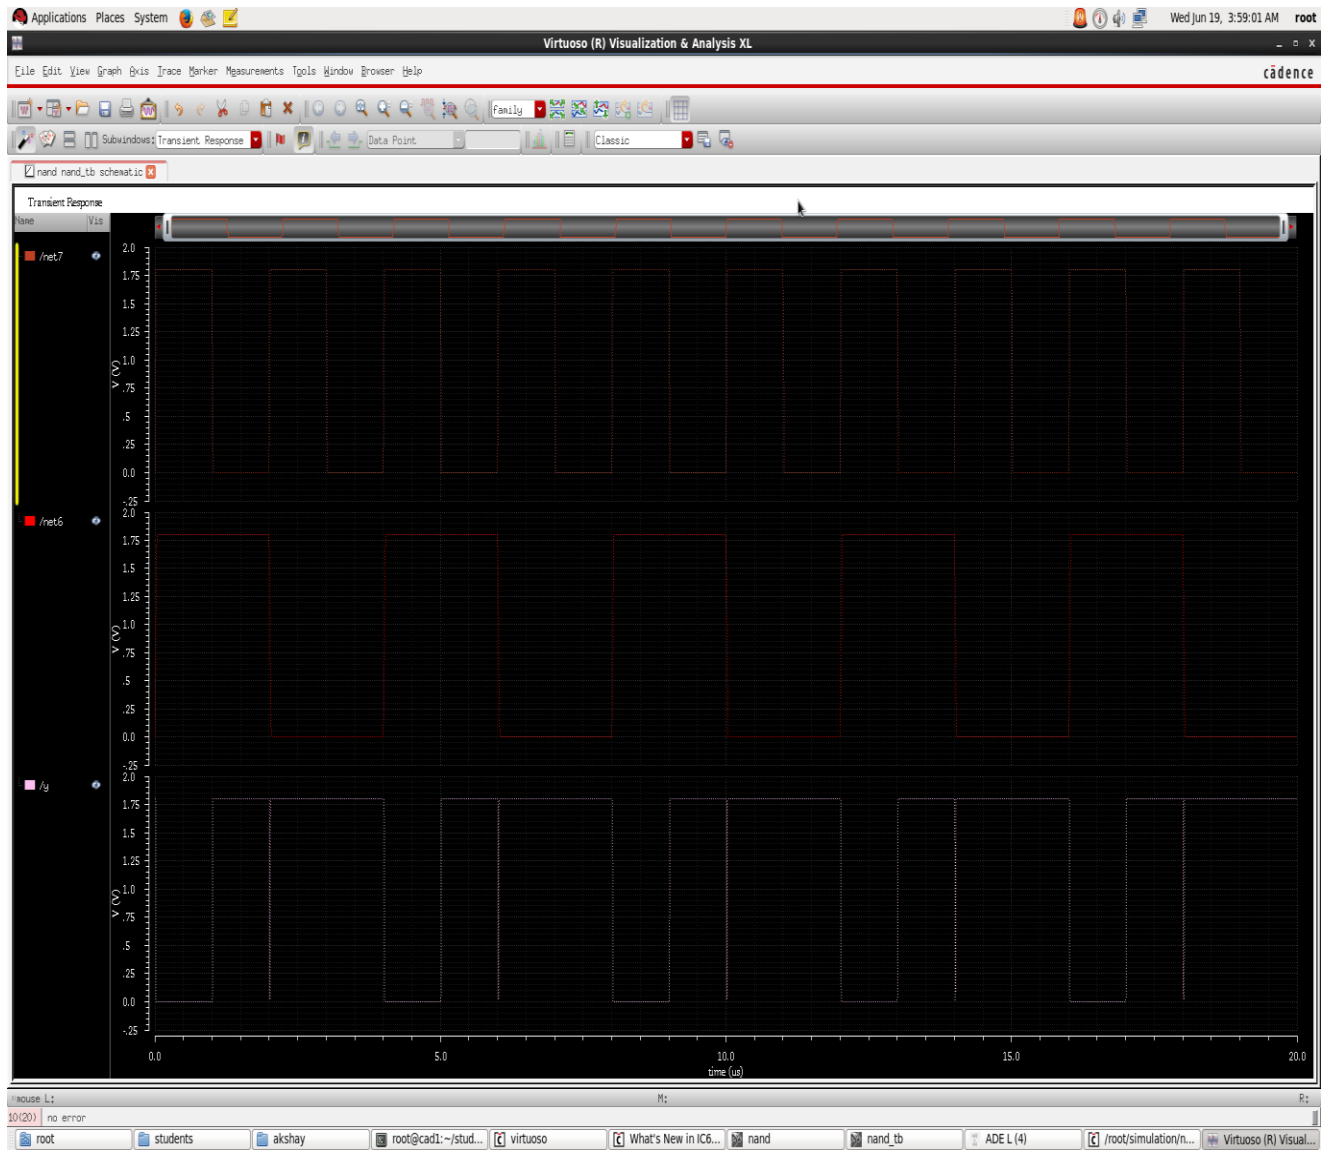 Applications Places System Wed Jun 19, 3:59:01 AM root
Virtuoso (R) Visualization & Analysis XL
File Edit View Graph Axis Trace Marker Measurements Tools Window Browser Help cādence
family
Subwindows: Transient Response Data Point Classic
nand nand_tb schematic
Transient Response
Name Vis
/net7
2.0
1.75
1.5
1.25
1.0
.75
.5
.25
0.0
-.25
V (V)
/net6
2.0
1.75
1.5
1.25
1.0
.75
.5
.25
0.0
-.25
V (V)
/y
2.0
1.75
1.5
1.25
1.0
.75
.5
.25
0.0
-.25
V (V)
0.0 5.0 10.0 15.0 20.0
time (us)
mouse L: M: R:
10(20) no error
root students akshay root@cad1:~/stud... virtuoso What's New in IC6... nand nand_tb ADE L (4) /root/simulation/n... Virtuoso (R) Visual...